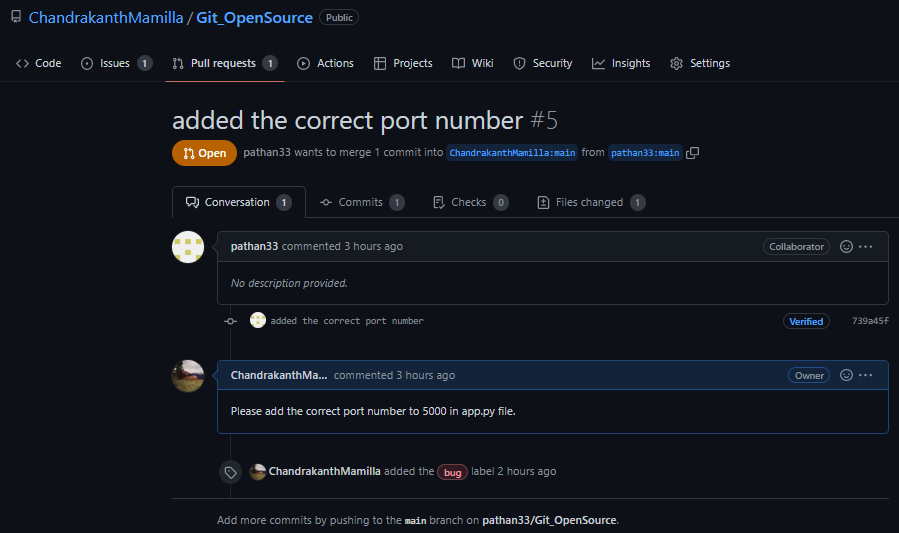 ChandrakanthMamilla / Git_OpenSource Public
Code Issues 1 Pull requests 1 Actions Projects Wiki Security Insights Settings
added the correct port number #5
Open pathan33 wants to merge 1 commit into ChandrakanthMamilla:main from pathan33:main
Conversation 1 Commits 1 Checks 0 Files changed 1
pathan33 commented 3 hours ago Collaborator ...
No description provided.
added the correct port number Verified 739a45f
ChandrakanthMa... commented 3 hours ago Owner ...
Please add the correct port number to 5000 in app.py file.
ChandrakanthMamilla added the bug label 2 hours ago
Add more commits by pushing to the main branch on pathan33/Git_OpenSource.